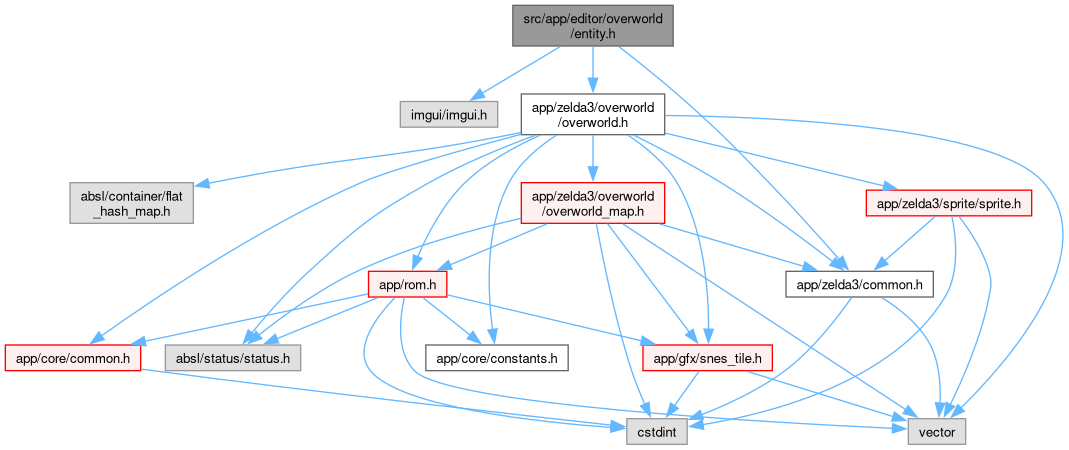 src/app/editor/overworld
/entity.h
imgui/imgui.h
app/zelda3/overworld
/overworld.h
absl/container/flat
_hash_map.h
app/zelda3/overworld
/overworld_map.h
app/zelda3/sprite/sprite.h
app/rom.h
app/zelda3/common.h
app/core/common.h
absl/status/status.h
app/core/constants.h
app/gfx/snes_tile.h
cstdint
vector